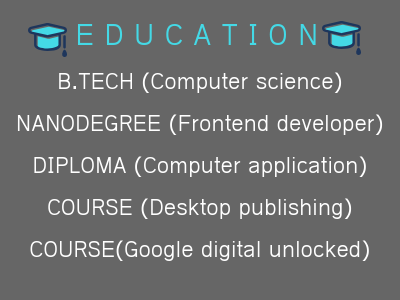 EDUCATION
B.TECH (Computer science)
NANODEGREE (Frontend developer)
DIPLOMA (Computer application)
COURSE (Desktop publishing)
COURSE(Google digital unlocked)